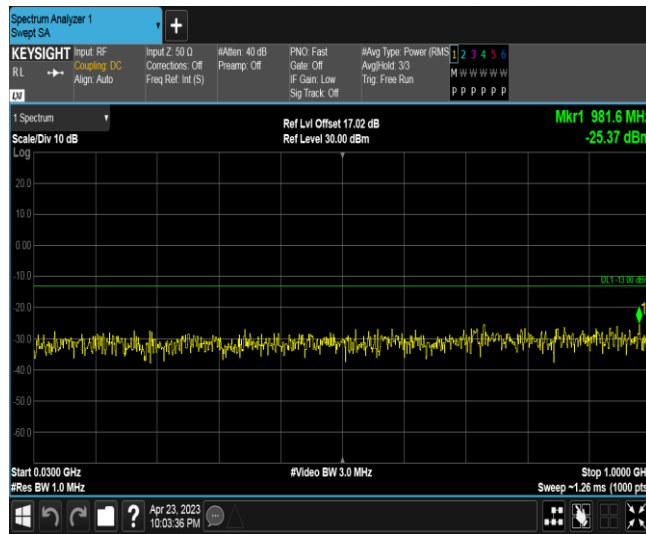 Spectrum Analyzer 1
Swept SA
+
KEYSIGHT
RL
LXI
Input: RF
Coupling: DC
Align: Auto
Input Z: 50 Ω
Corrections: Off
Freq Ref: Int (S)
#Atten: 40 dB
Preamp: Off
PNO: Fast
Gate: Off
IF Gain: Low
Sig Track: Off
#Avg Type: Power (RMS
Avg|Hold: 3/3
Trig: Free Run
1 2 3 4 5 6
M W W W W W
P P P P P P
1 Spectrum
Scale/Div 10 dB
Log
Ref Lvl Offset 17.02 dB
Ref Level 30.00 dBm
Mkr1 981.6 MHz
-25.37 dBm
20.0
10.0
0.00
-10.0
DL1 -13.00 dBm
-20.0
1
-30.0
-40.0
-50.0
-60.0
Start 0.0300 GHz
#Res BW 1.0 MHz
#Video BW 3.0 MHz
Stop 1.0000 GH
Sweep ~1.26 ms (1000 pts
?
Apr 23, 2023
10:03:36 PM